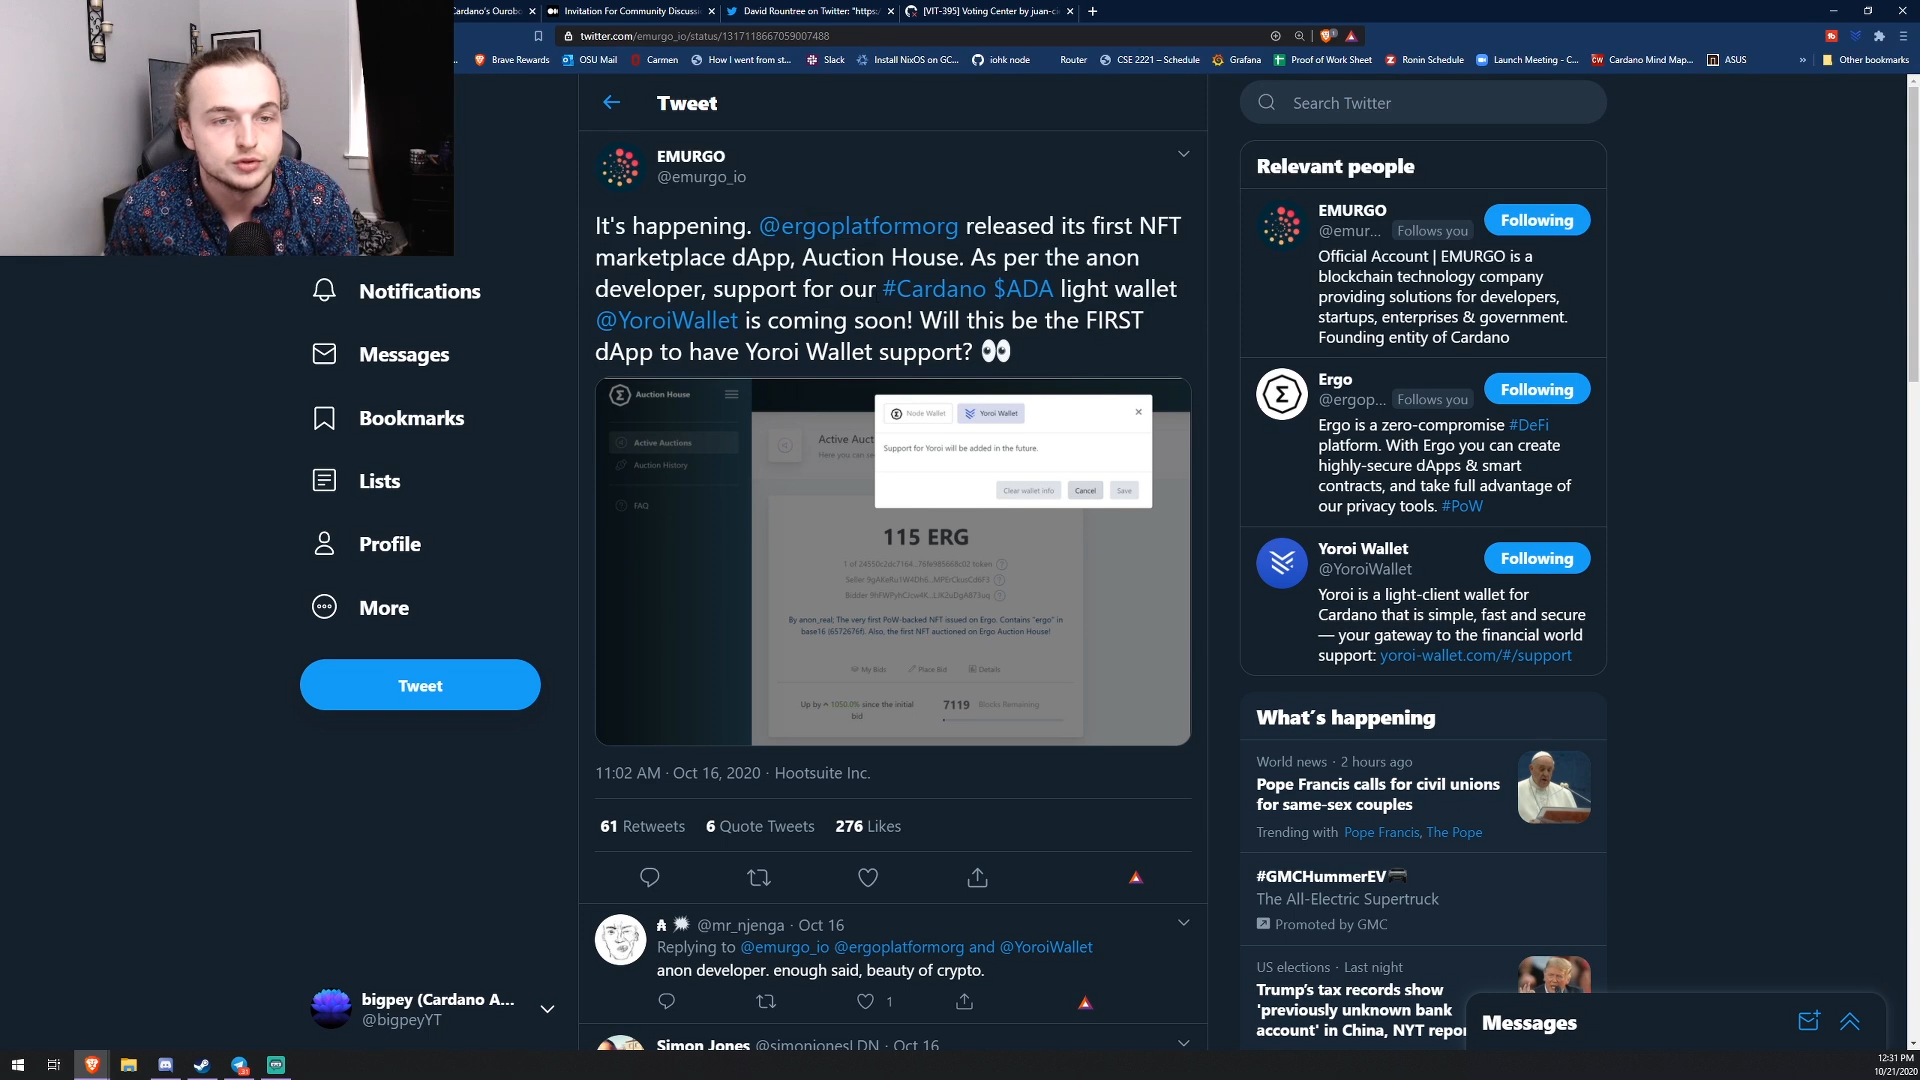 Cardano's Ourobo
Invitation For Community Discussi
David Rountree on Twitter: "https:
[VIT-395] Voting Center by juan-ci
twitter.com/emurgo_io/status/1317118667059007488
Brave Rewards
OSU Mail
Carmen
How I went from st...
Slack
Install NixOS on GC...
iohk node
Router
CSE 2221 – Schedule
Grafana
Proof of Work Sheet
Ronin Schedule
Launch Meeting - C...
Cardano Mind Map...
ASUS
»
Other bookmarks
Notifications
Messages
Bookmarks
Lists
Profile
More
Tweet
bigpey (Cardano A...
@bigpeyYT
Tweet
EMURGO
@emurgo_io
It's happening. @ergoplatformorg released its first NFT
marketplace dApp, Auction House. As per the anon
developer, support for our #Cardano $ADA light wallet
@YoroiWallet is coming soon! Will this be the FIRST
dApp to have Yoroi Wallet support? 👀
Auction House
Active Auctions
Auction History
FAQ
Active Auct
Here you can se
Node Wallet
Yoroi Wallet
Support for Yoroi will be added in the future.
Clear wallet info
Cancel
Save
115 ERG
By anon_real; The very first PoW-backed NFT issued on Ergo. Contains "ergo" in
base16 (6572676f). Also, the first NFT auctioned on Ergo Auction House!
My Bids
Place Bid
Details
Up by 1050.0% since the initial
bid
7119 Blocks Remaining
11:02 AM · Oct 16, 2020 · Hootsuite Inc.
61 Retweets 6 Quote Tweets 276 Likes
@mr_njenga · Oct 16
Replying to @emurgo_io @ergoplatformorg and @YoroiWallet
anon developer. enough said, beauty of crypto.
1
Simon Jones @simonjonesLDN · Oct 16
Search Twitter
Relevant people
EMURGO
@emur... Follows you
Following
Official Account | EMURGO is a
blockchain technology company
providing solutions for developers,
startups, enterprises & government.
Founding entity of Cardano
Ergo
@ergop... Follows you
Following
Ergo is a zero-compromise #DeFi
platform. With Ergo you can create
highly-secure dApps & smart
contracts, and take full advantage of
our privacy tools. #PoW
Yoroi Wallet
@YoroiWallet
Following
Yoroi is a light-client wallet for
Cardano that is simple, fast and secure
— your gateway to the financial world
support: yoroi-wallet.com/#/support
What's happening
World news · 2 hours ago
Pope Francis calls for civil unions
for same-sex couples
Trending with Pope Francis, The Pope
#GMCHummerEV
The All-Electric Supertruck
Promoted by GMC
US elections · Last night
Trump's tax records show
'previously unknown bank
account' in China, NYT repor
Messages
12:31 PM
10/21/2020